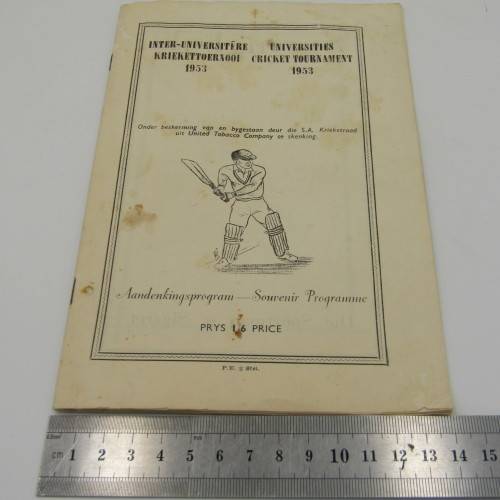 INTER-UNIVERSITÊRE
KRIEKETTOERNOOI
1953
UNIVERSITIES
CRICKET TOURNAMENT
1953
Onder beskerming van en bygestaan deur die S.A. Krieketraad
uit United Tobacco Company se skenking.
Aandenkingsprogram — Souvenir Programme
PRYS 1/6 PRICE
cm 1 2 3 4 5 6 7 8 9 10 11 12 13 14 15